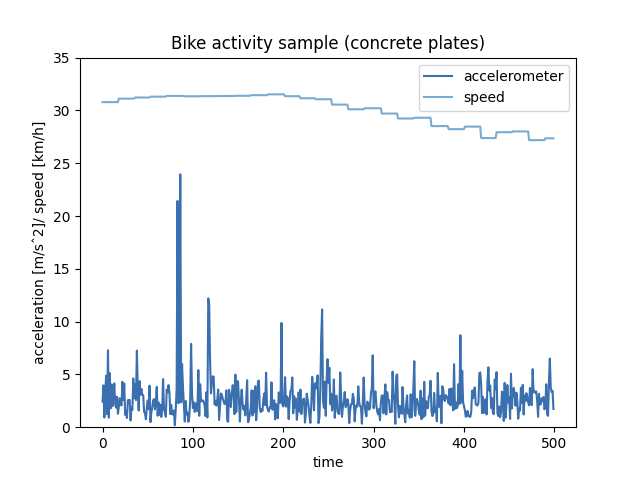 Bike activity sample (concrete plates)
accelerometer
speed
acceleration [m/sˆ2]/ speed [km/h]
35
30
25
20
15
10
5
0
0 100 200 300 400 500
time